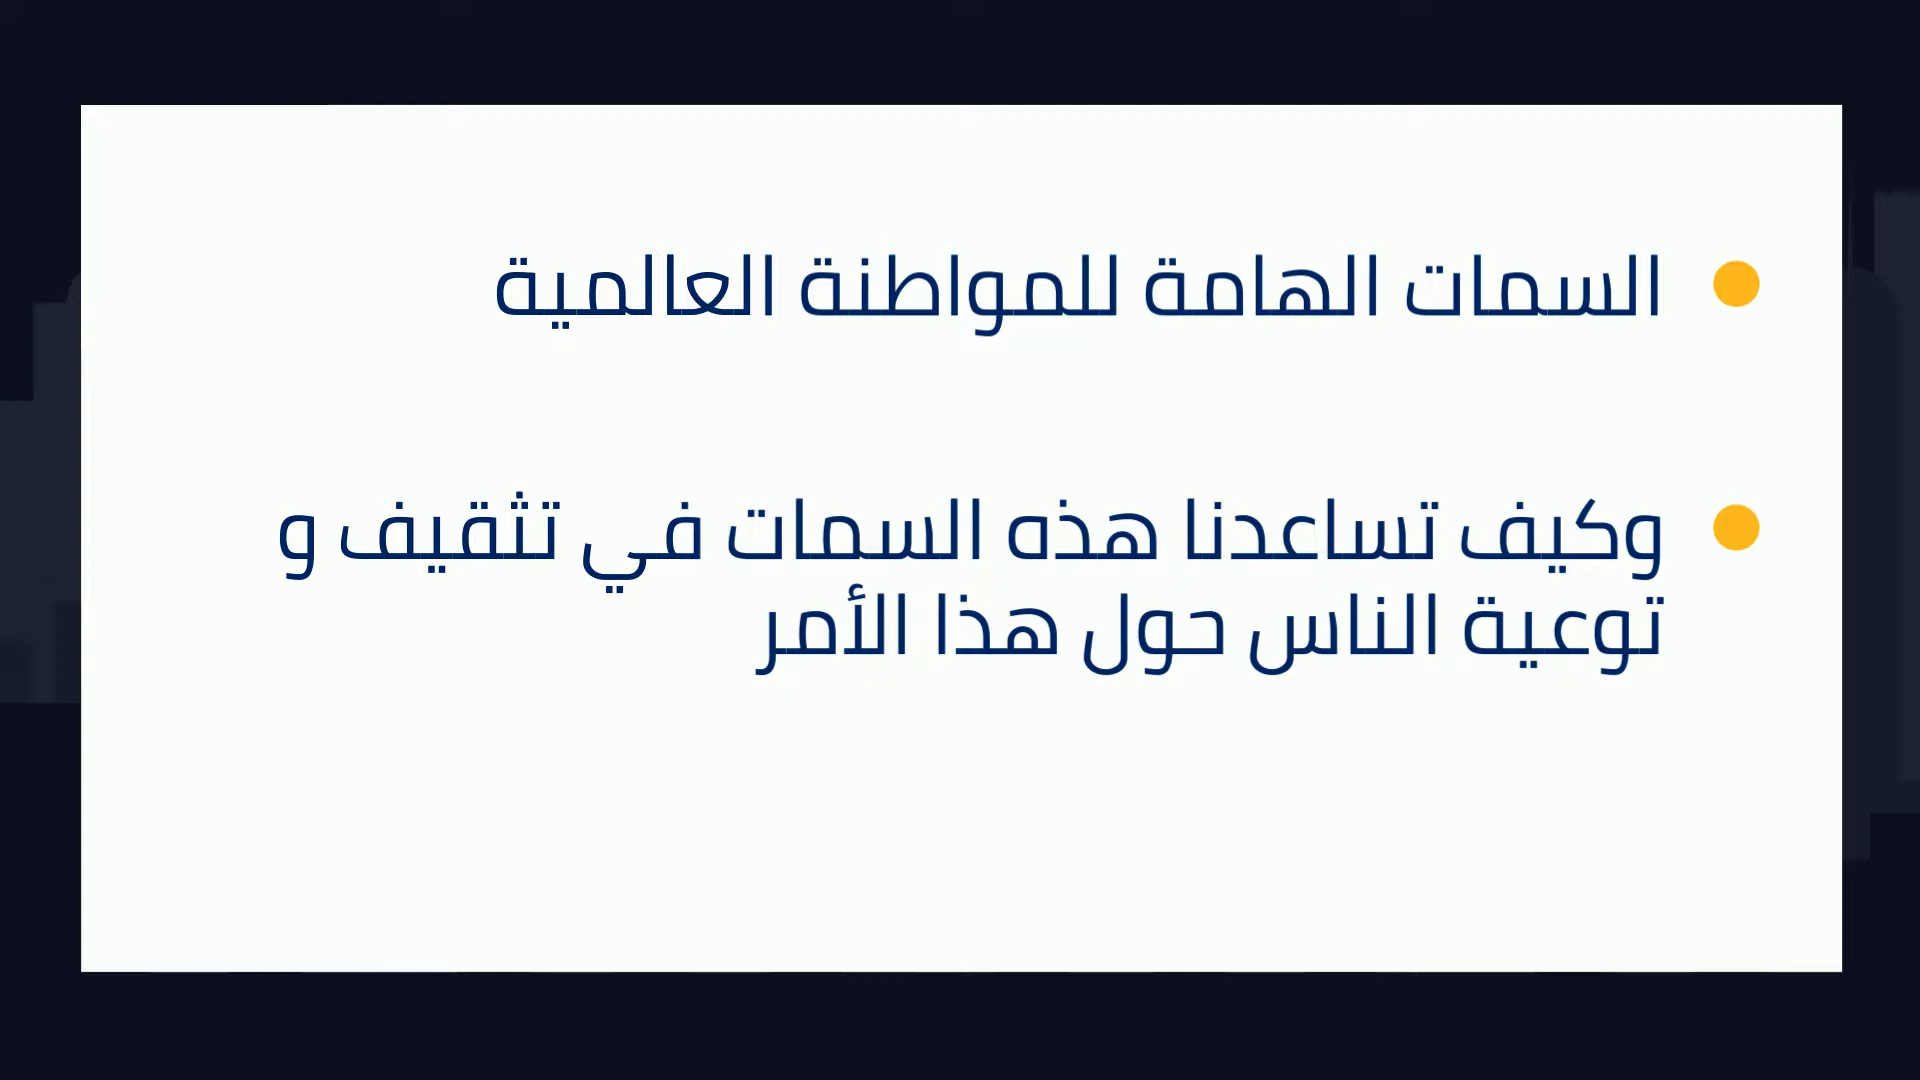 السمات الهامة للمواطنة العالمية
وكيف تساعدنا هذه السمات في تثقيف و
توعية الناس حول هذا الأمر